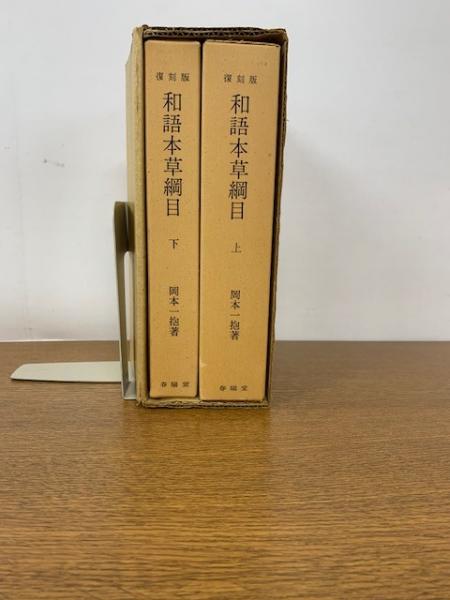 復刻版
和語本草綱目
上
岡本一抱著
春陽堂
復刻版
和語本草綱目
下
岡本一抱著
春陽堂